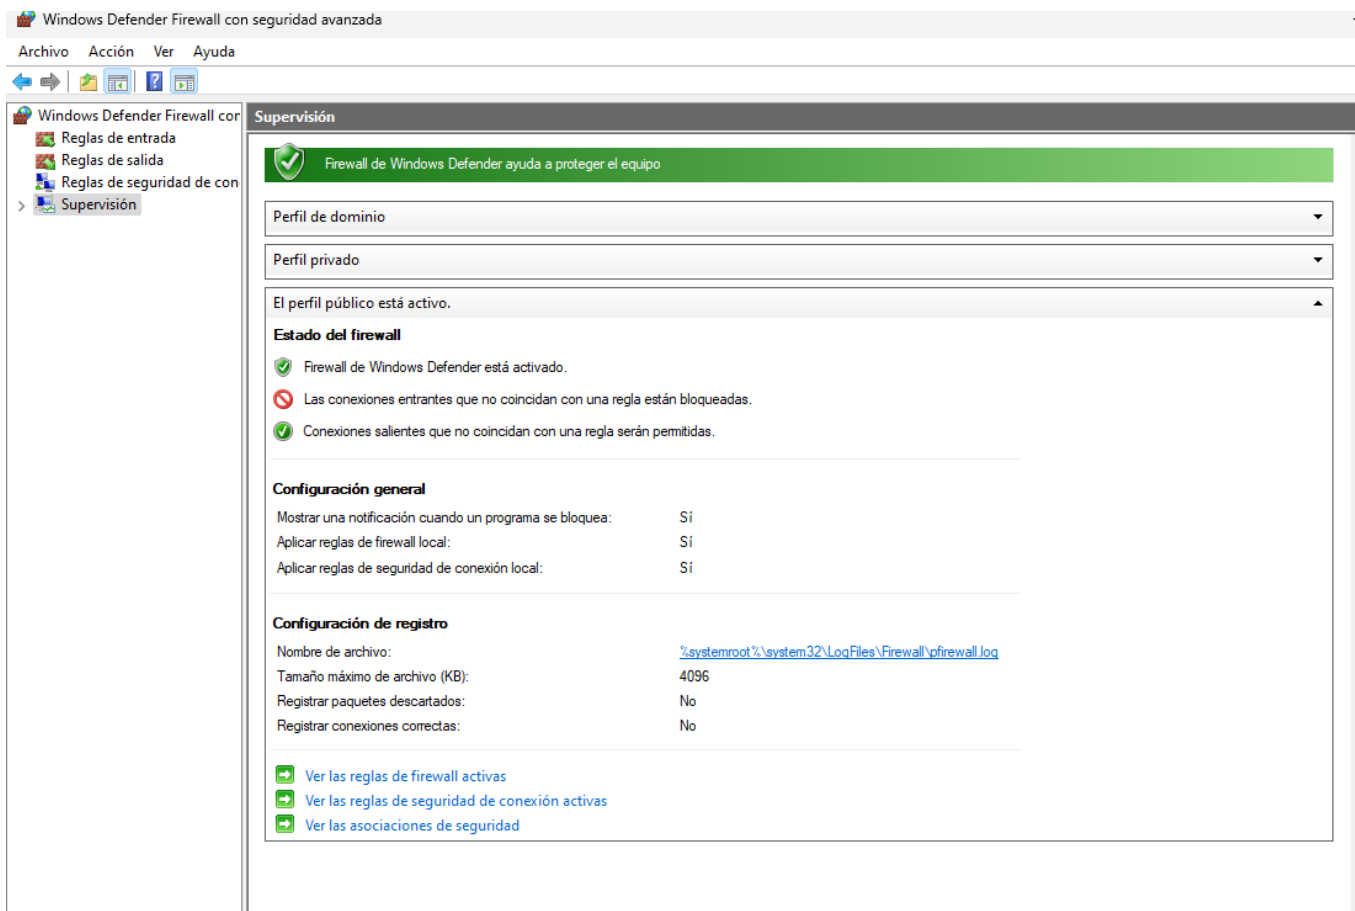 Windows Defender Firewall con seguridad avanzada
Archivo Acción Ver Ayuda
Windows Defender Firewall con
Reglas de entrada
Reglas de salida
Reglas de seguridad de con
Supervisión
Supervisión
Firewall de Windows Defender ayuda a proteger el equipo
Perfil de dominio
Perfil privado
El perfil público está activo.
Estado del firewall
Firewall de Windows Defender está activado.
Las conexiones entrantes que no coincidan con una regla están bloqueadas.
Conexiones salientes que no coincidan con una regla serán permitidas.
Configuración general
Mostrar una notificación cuando un programa se bloquea: Sí
Aplicar reglas de firewall local: Sí
Aplicar reglas de seguridad de conexión local: Sí
Configuración de registro
Nombre de archivo: %systemroot%\system32\LogFiles\Firewall\pfirewall.log
Tamaño máximo de archivo (KB): 4096
Registrar paquetes descartados: No
Registrar conexiones correctas: No
Ver las reglas de firewall activas
Ver las reglas de seguridad de conexión activas
Ver las asociaciones de seguridad